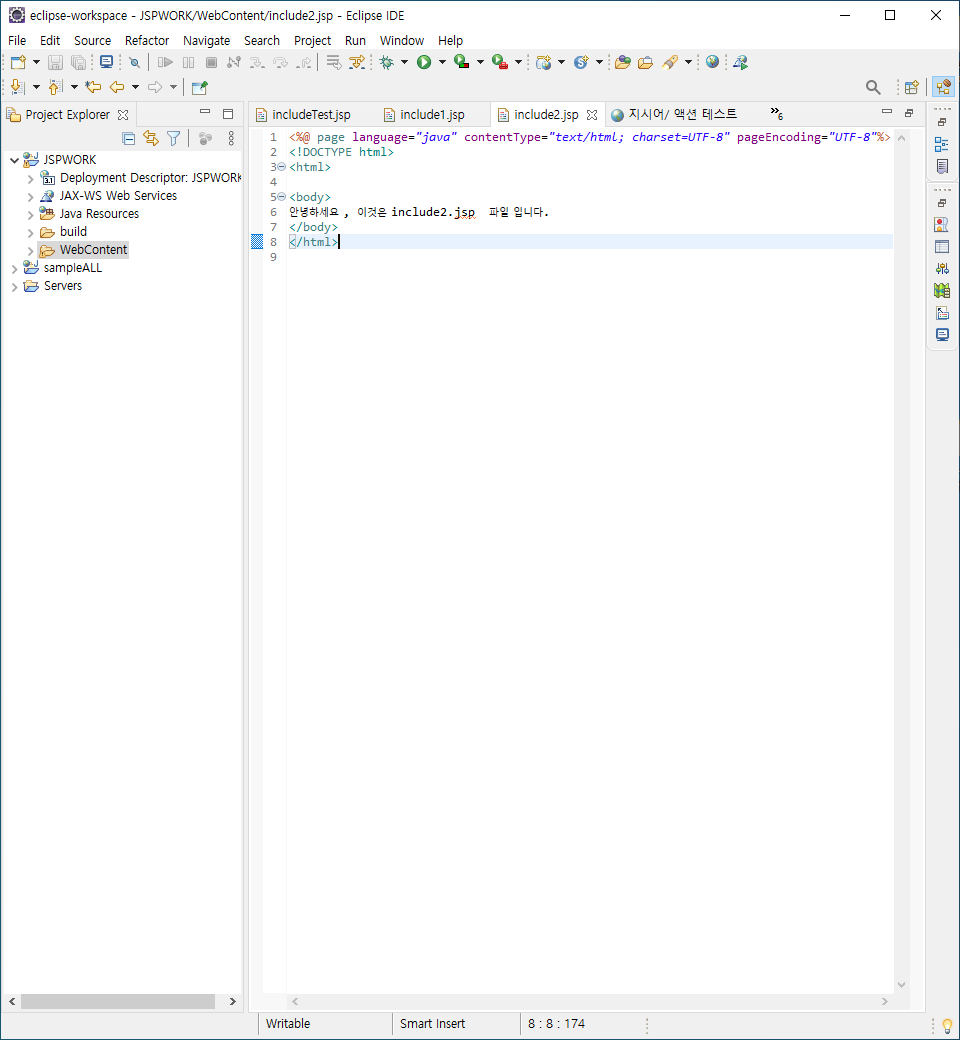 eclipse-workspace - JSPWORK/WebContent/include2.jsp - Eclipse IDE
File Edit Source Refactor Navigate Search Project Run Window Help
Project Explorer
includeTest.jsp include1.jsp include2.jsp 지시어/ 액션 테스트 »6
JSPWORK
Deployment Descriptor: JSPWORK
JAX-WS Web Services
Java Resources
build
WebContent
sampleALL
Servers
1 <%@ page language="java" contentType="text/html; charset=UTF-8" pageEncoding="UTF-8"%>
2 <!DOCTYPE html>
3 <html>
4
5 <body>
6 안녕하세요 , 이것은 include2.jsp 파일 입니다.
7 </body>
8 </html>
9
Writable Smart Insert 8 : 8 : 174